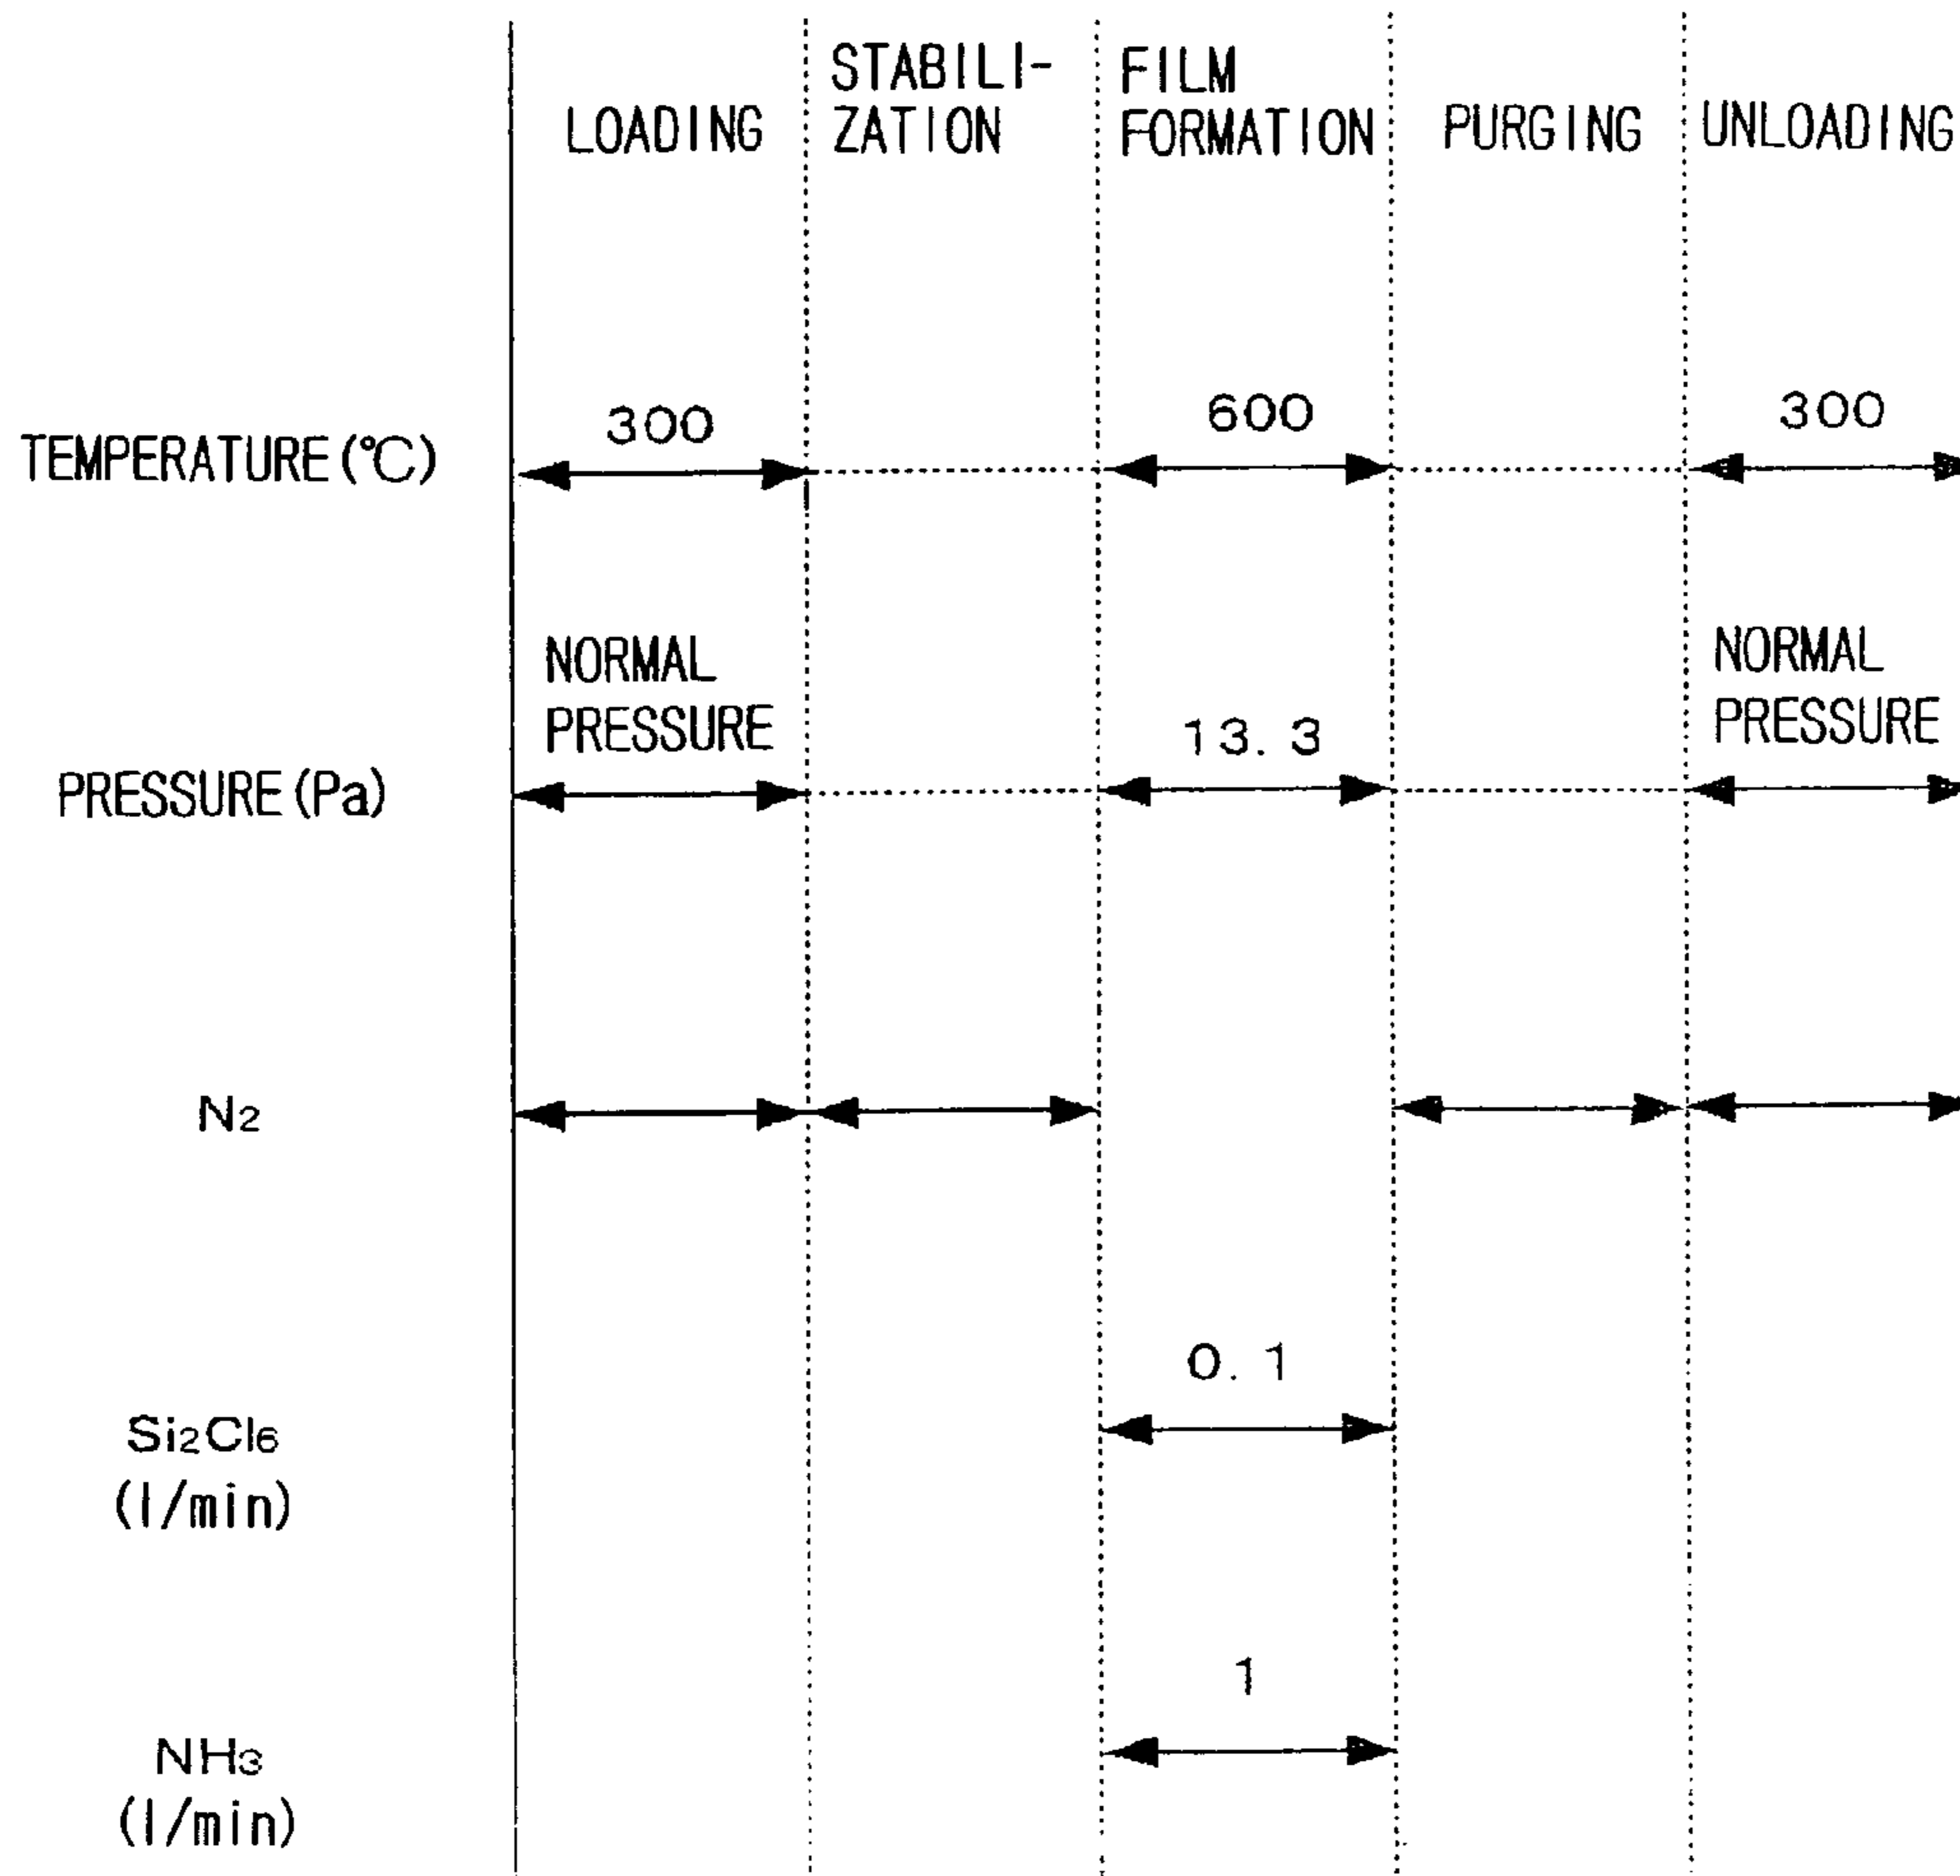 LOADING
STABILI-
ZATION
FILM
FORMATION
PURGING
UNLOADING
TEMPERATURE(℃)
300
600
300
PRESSURE(Pa)
NORMAL
PRESSURE
13.3
NORMAL
PRESSURE
N2
Si2Cl6
(l/min)
0.1
NH3
(l/min)
1